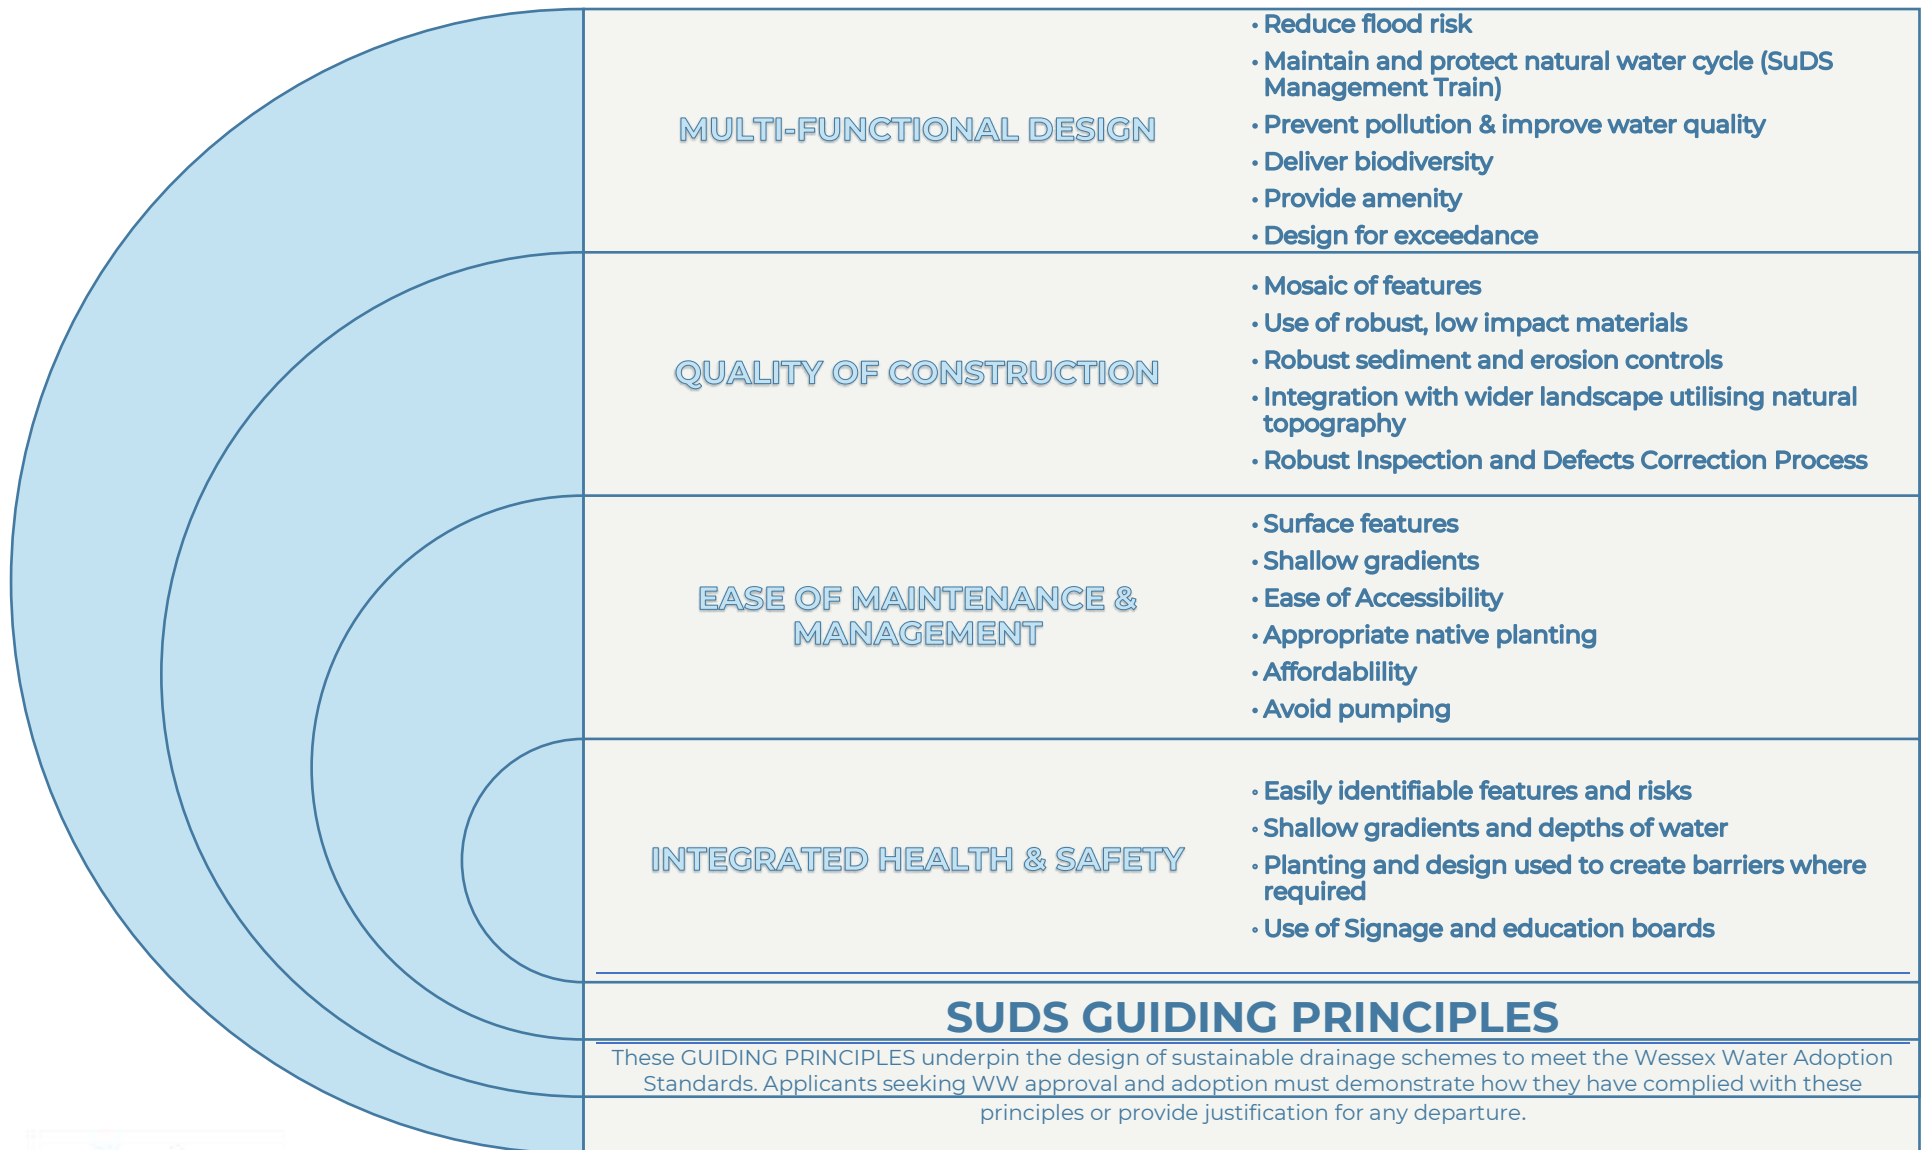 MULTI-FUNCTIONAL DESIGN
• Reduce flood risk
• Maintain and protect natural water cycle (SuDS
Management Train)
• Prevent pollution & improve water quality
• Deliver biodiversity
• Provide amenity
• Design for exceedance
QUALITY OF CONSTRUCTION
• Mosaic of features
• Use of robust, low impact materials
• Robust sediment and erosion controls
• Integration with wider landscape utilising natural
topography
• Robust Inspection and Defects Correction Process
EASE OF MAINTENANCE &
MANAGEMENT
• Surface features
• Shallow gradients
• Ease of Accessibility
• Appropriate native planting
• Affordablility
• Avoid pumping
INTEGRATED HEALTH & SAFETY
• Easily identifiable features and risks
• Shallow gradients and depths of water
• Planting and design used to create barriers where
required
• Use of Signage and education boards
SUDS GUIDING PRINCIPLES
These GUIDING PRINCIPLES underpin the design of sustainable drainage schemes to meet the Wessex Water Adoption
Standards. Applicants seeking WW approval and adoption must demonstrate how they have complied with these
principles or provide justification for any departure.